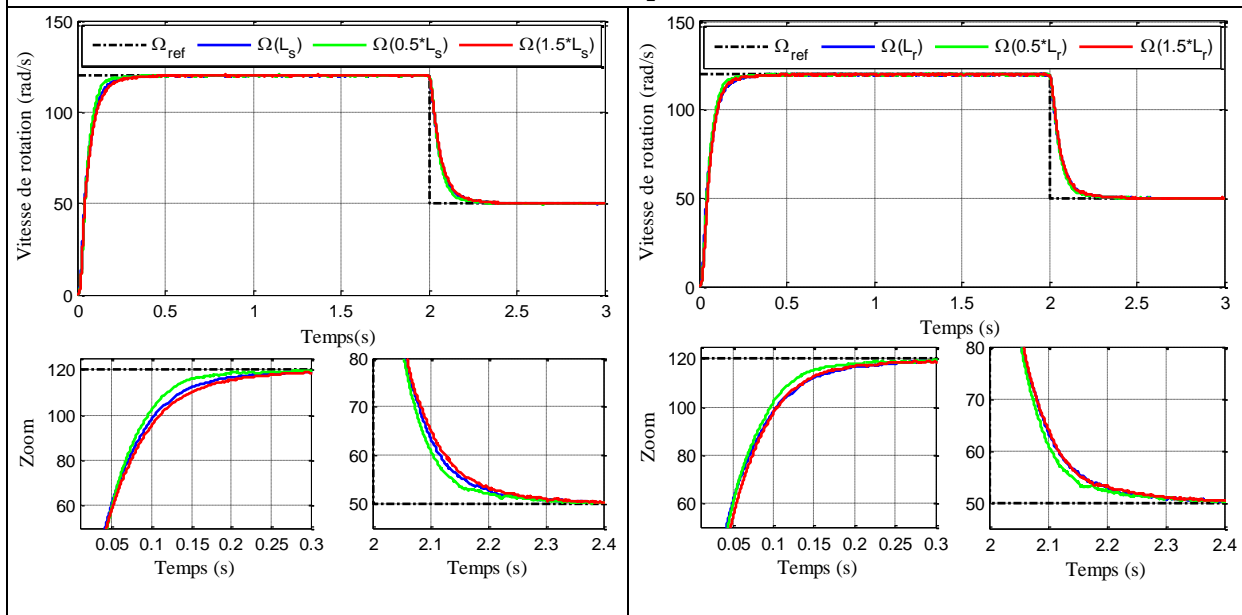 150
Ω_ref Ω(L_s) Ω(0.5*L_s) Ω(1.5*L_s)
100
50
0
0 0.5 1 1.5 2 2.5 3
Vitesse de rotation (rad/s)
Temps(s)
120
100
80
60
0.05 0.1 0.15 0.2 0.25 0.3
Zoom
Temps (s)
80
70
60
50
2 2.1 2.2 2.3 2.4
Temps (s)
150
Ω_ref Ω(L_r) Ω(0.5*L_r) Ω(1.5*L_r)
100
50
0
0 0.5 1 1.5 2 2.5 3
Vitesse de rotation (rad/s)
Temps (s)
120
100
80
60
0.05 0.1 0.15 0.2 0.25 0.3
Zoom
Temps (s)
80
70
60
50
2 2.1 2.2 2.3 2.4
Temps (s)